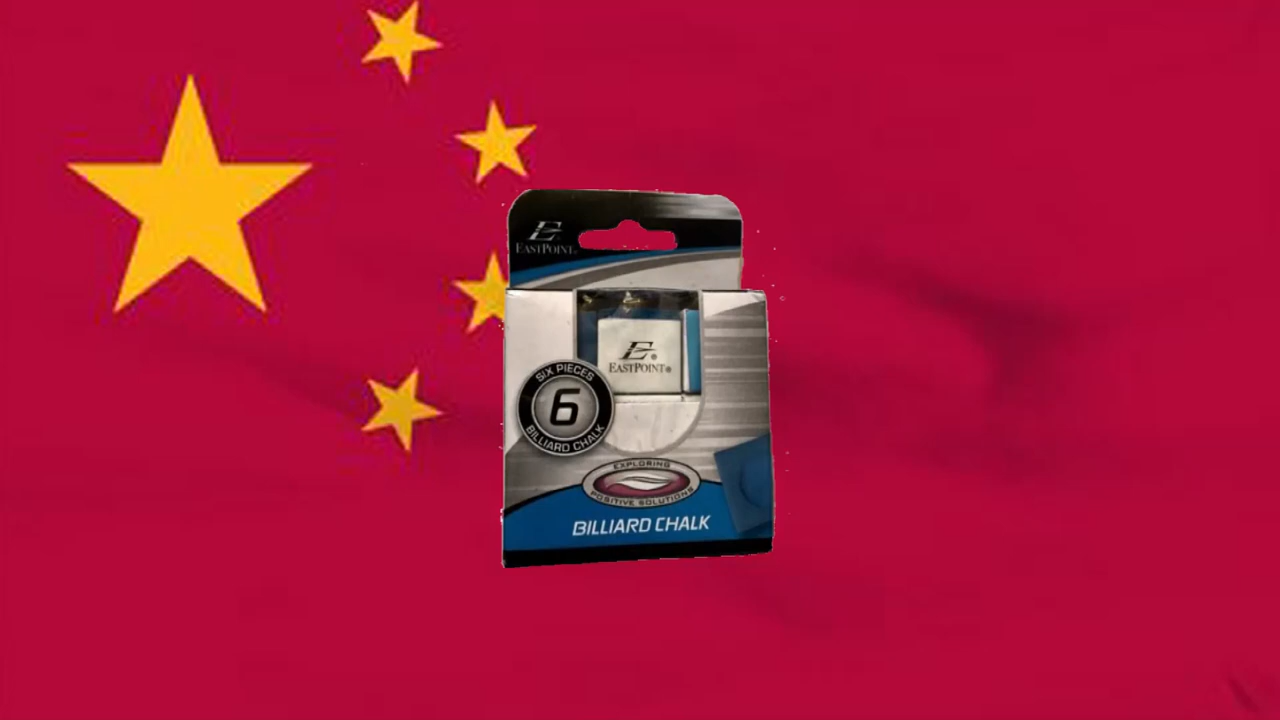 E
EASTPOINT®
E®
EASTPOINT®
SIX PIECES
6
BILLIARD CHALK
EXPLORING
POSITIVE SOLUTIONS
BILLIARD CHALK